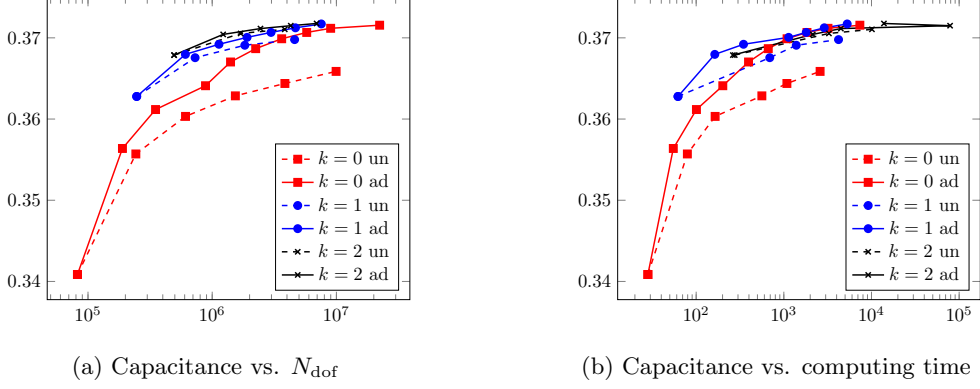 0.37
0.36
0.35
0.34
10^5
10^6
10^7
k = 0 un
k = 0 ad
k = 1 un
k = 1 ad
k = 2 un
k = 2 ad
(a) Capacitance vs. N_dof
0.37
0.36
0.35
0.34
10^2
10^3
10^4
10^5
k = 0 un
k = 0 ad
k = 1 un
k = 1 ad
k = 2 un
k = 2 ad
(b) Capacitance vs. computing time